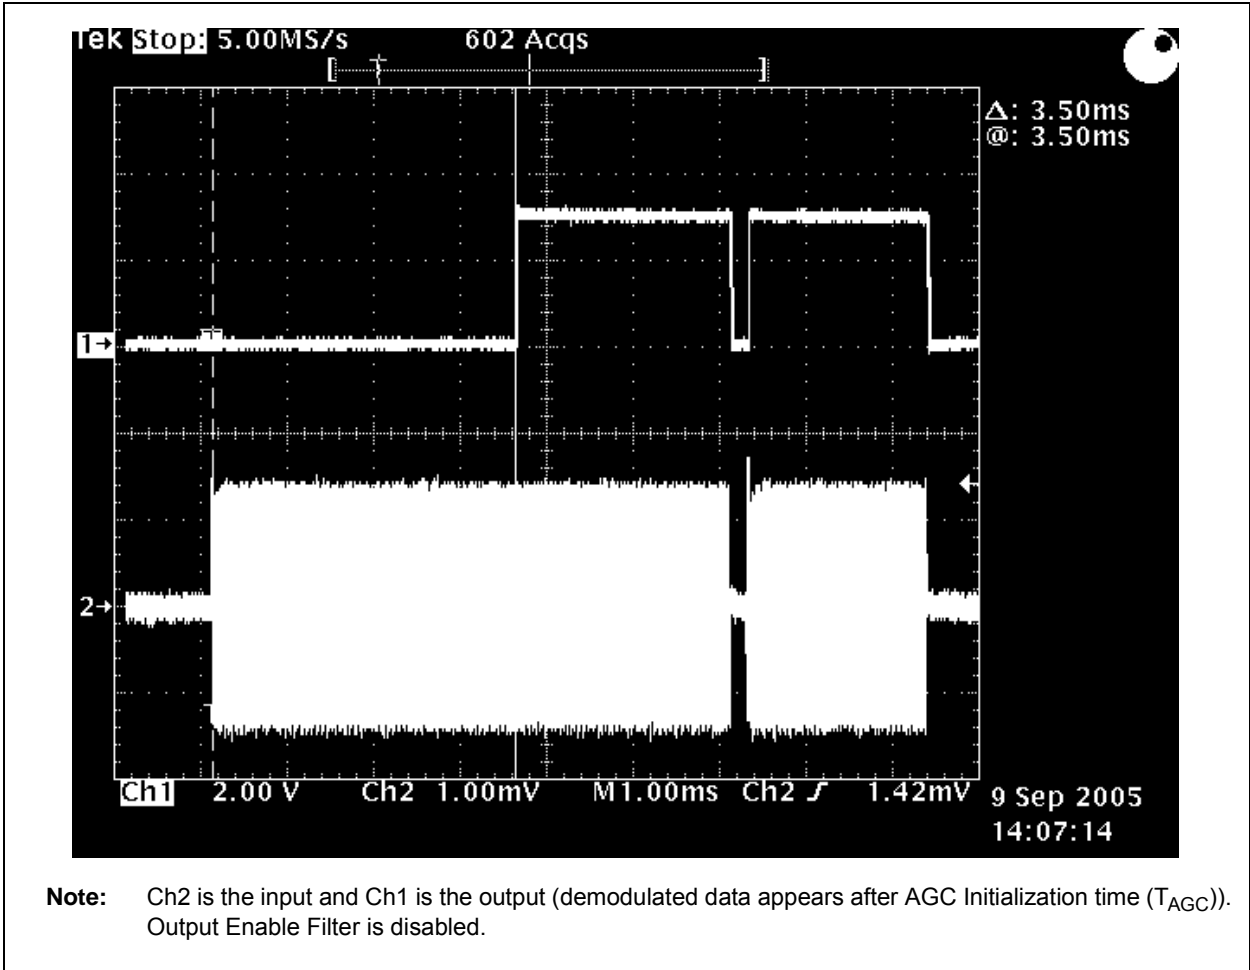 Tek Stop: 5.00MS/s 602 Acqs
Δ: 3.50ms
@: 3.50ms
1→
2→
Ch1 2.00 V Ch2 1.00mV M1.00ms Ch2 ƒ 1.42mV
9 Sep 2005
14:07:14
Note: Ch2 is the input and Ch1 is the output (demodulated data appears after AGC Initialization time (TAGC)).
Output Enable Filter is disabled.